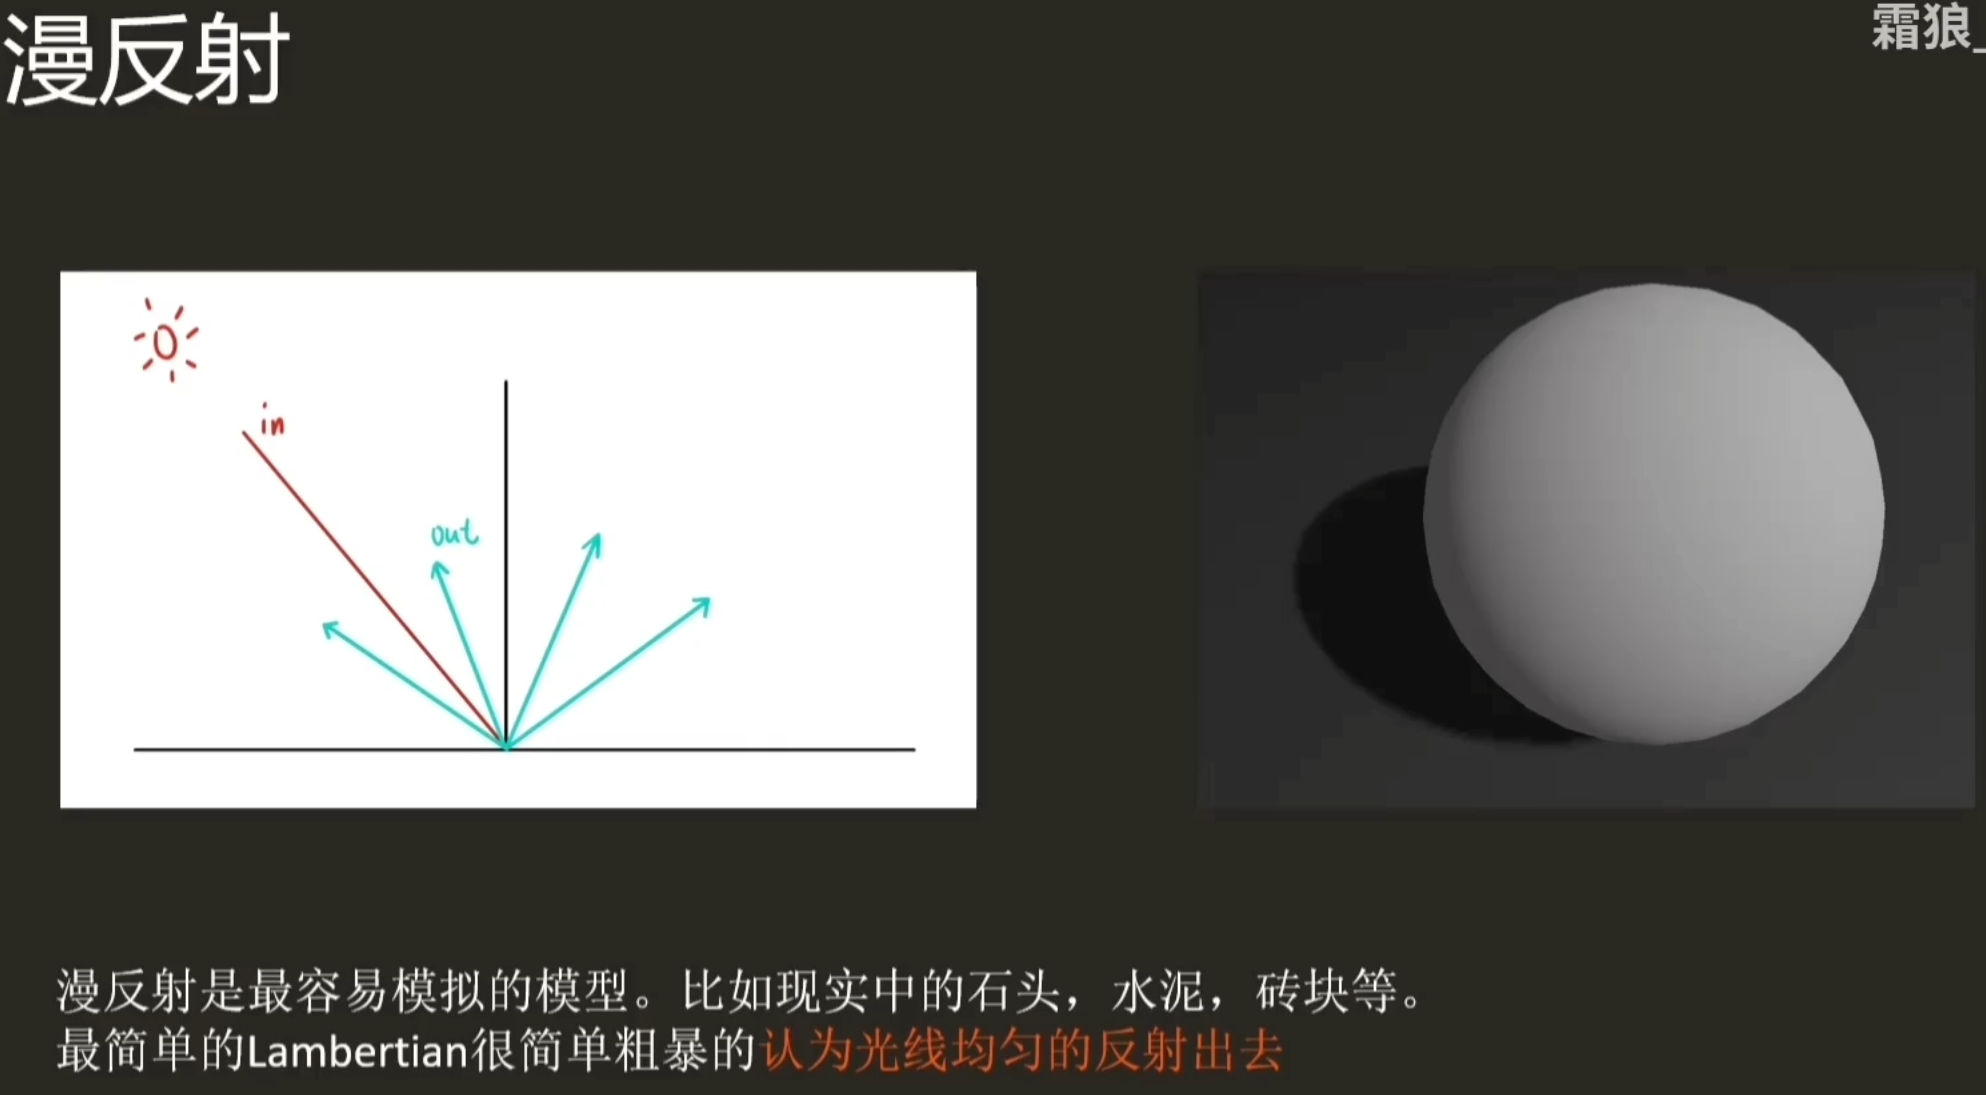 漫反射
霜狼_
in
out
漫反射是最容易模拟的模型。比如现实中的石头，水泥，砖块等。
最简单的Lambertian很简单粗暴的认为光线均匀的反射出去